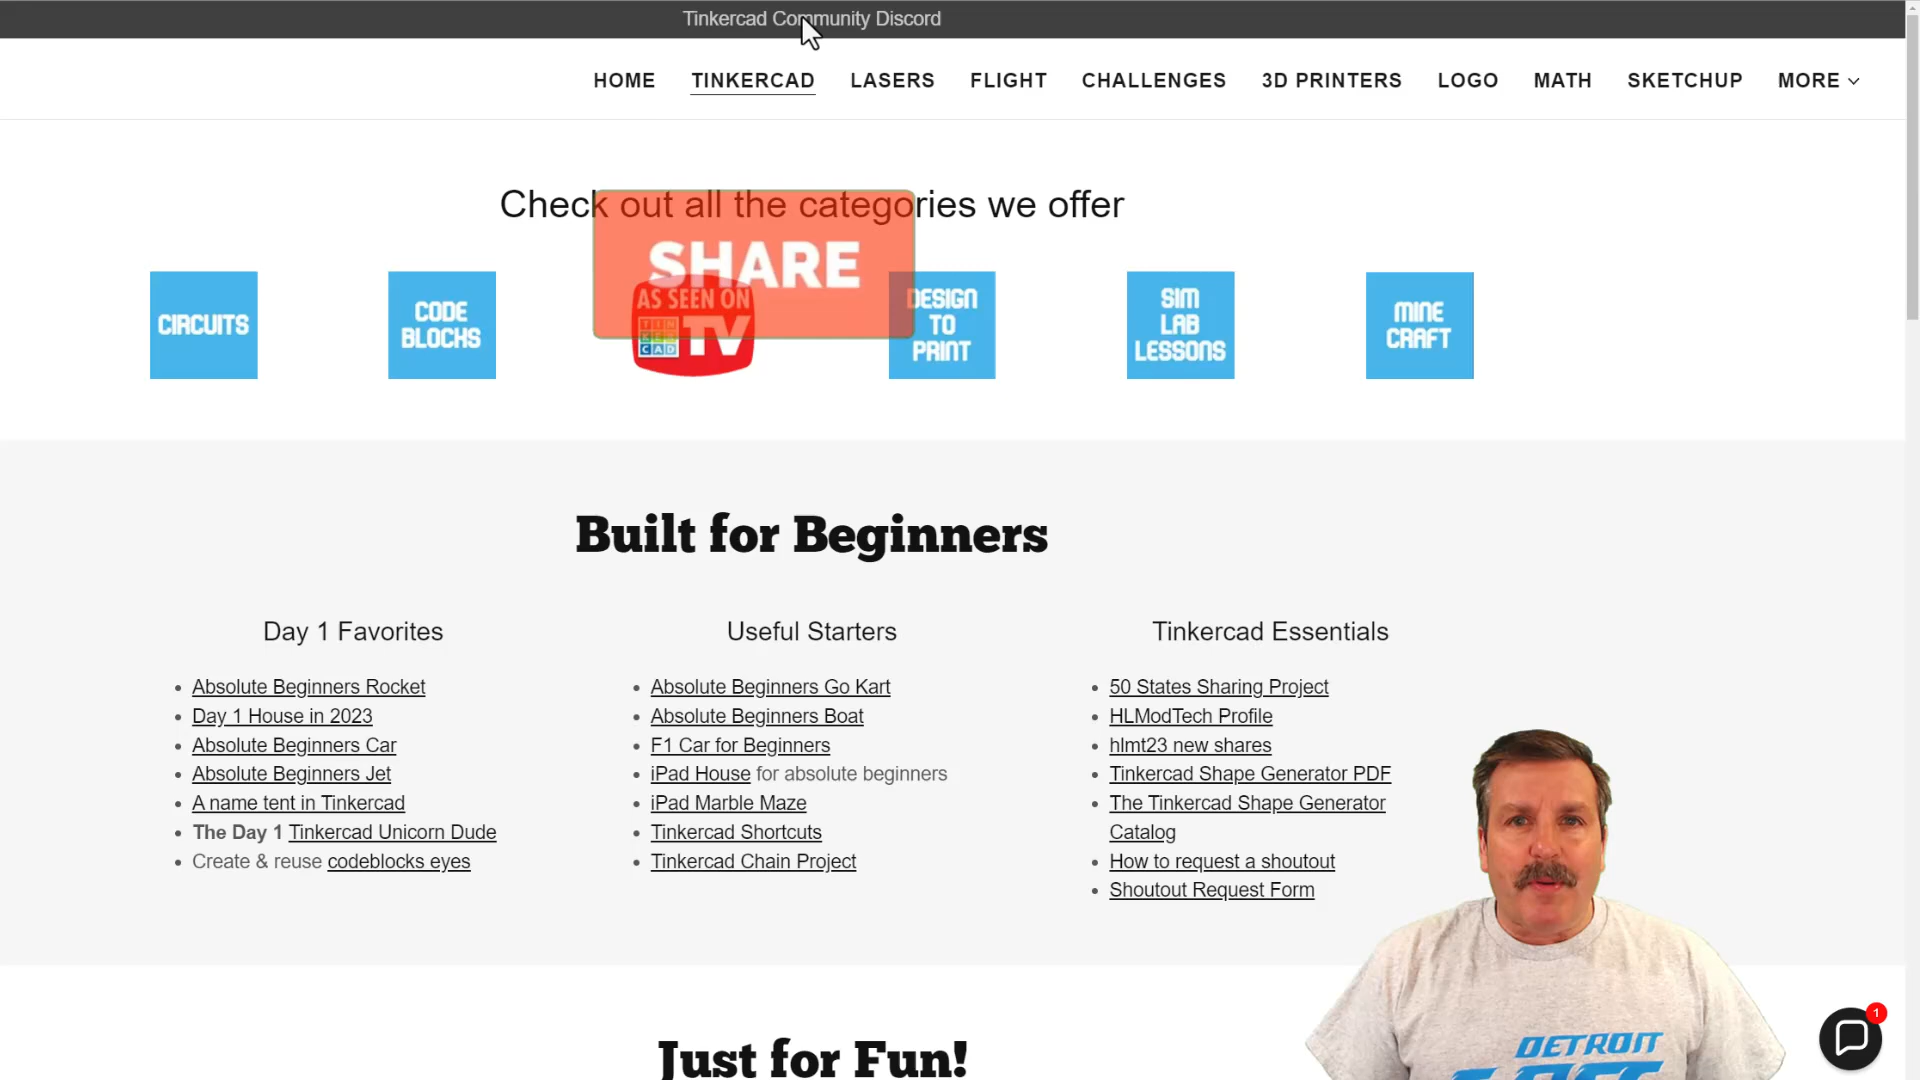 Tinkercad Community Discord
HOME TINKERCAD LASERS FLIGHT CHALLENGES 3D PRINTERS LOGO MATH SKETCHUP MORE
Check out all the categories we offer
SHARE
CIRCUITS
CODE
BLOCKS
AS SEEN ON
TIN
KER
CAD
TV
DESIGN
TO
PRINT
SIM
LAB
LESSONS
MINE
CRAFT
Built for Beginners
Day 1 Favorites
Absolute Beginners Rocket
Day 1 House in 2023
Absolute Beginners Car
Absolute Beginners Jet
A name tent in Tinkercad
The Day 1 Tinkercad Unicorn Dude
Create & reuse codeblocks eyes
Useful Starters
Absolute Beginners Go Kart
Absolute Beginners Boat
F1 Car for Beginners
iPad House for absolute beginners
iPad Marble Maze
Tinkercad Shortcuts
Tinkercad Chain Project
Tinkercad Essentials
50 States Sharing Project
HLModTech Profile
hlmt23 new shares
Tinkercad Shape Generator PDF
The Tinkercad Shape Generator
Catalog
How to request a shoutout
Shoutout Request Form
Just for Fun!
DETROIT
1